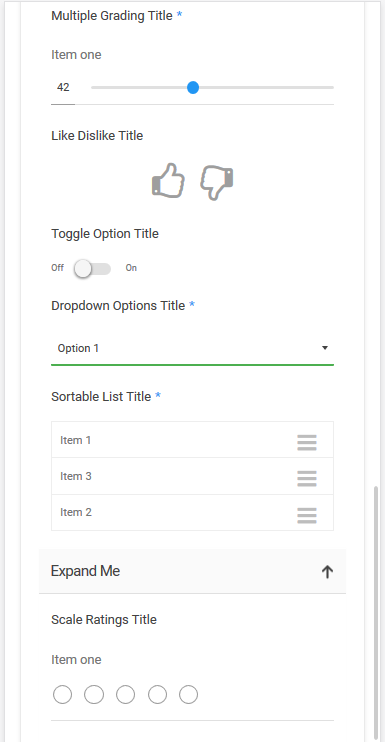 Multiple Grading Title *
Item one
42
Like Dislike Title
Toggle Option Title
Off On
Dropdown Options Title *
Option 1
Sortable List Title *
Item 1
Item 3
Item 2
Expand Me
Scale Ratings Title
Item one